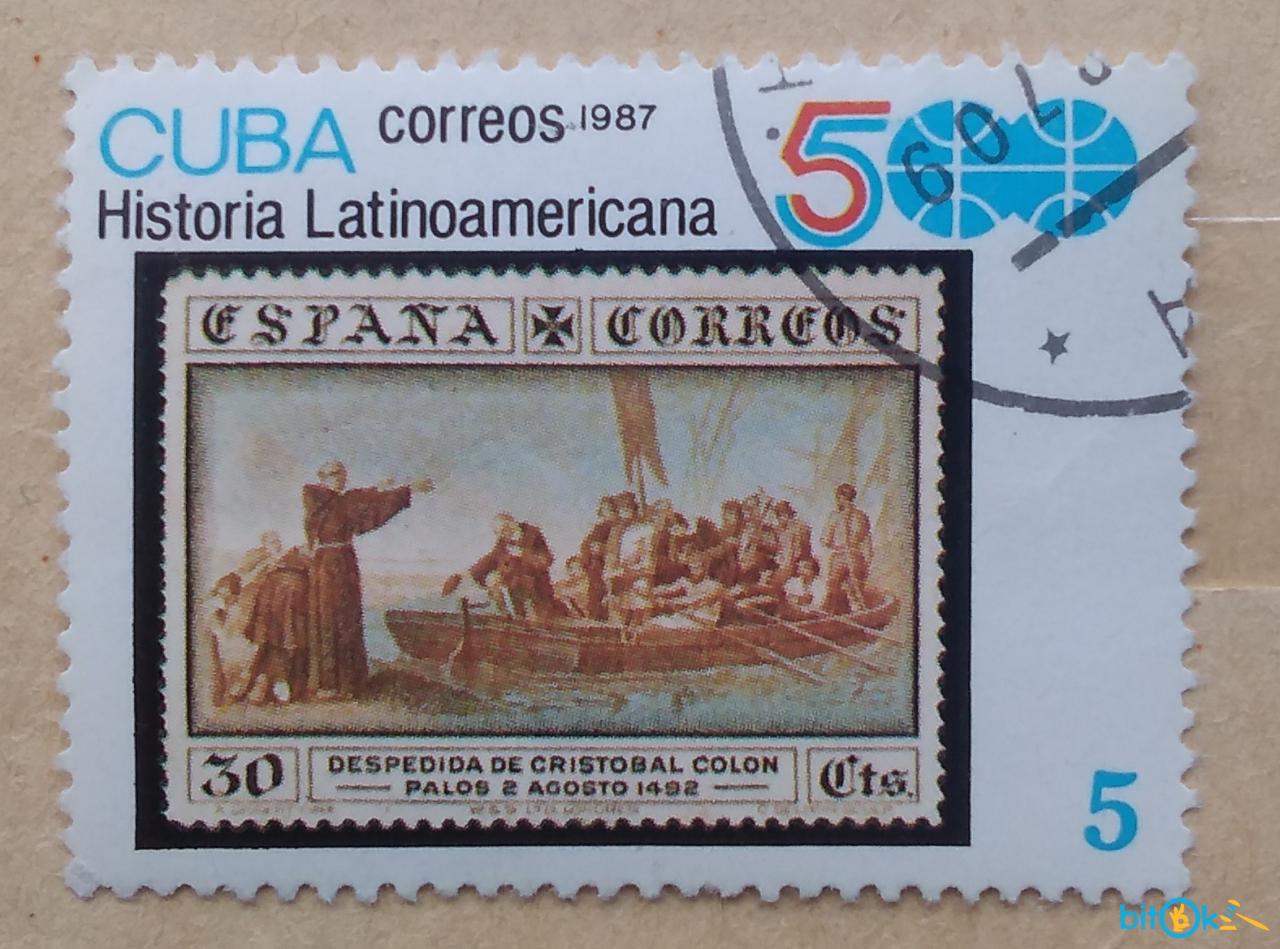 CUBA correos 1987
Historia Latinoamericana
500
ESPAÑA CORREOS
30 DESPEDIDA DE CRISTOBAL COLON Cts.
PALOS 2 AGOSTO 1492
5
bitOk